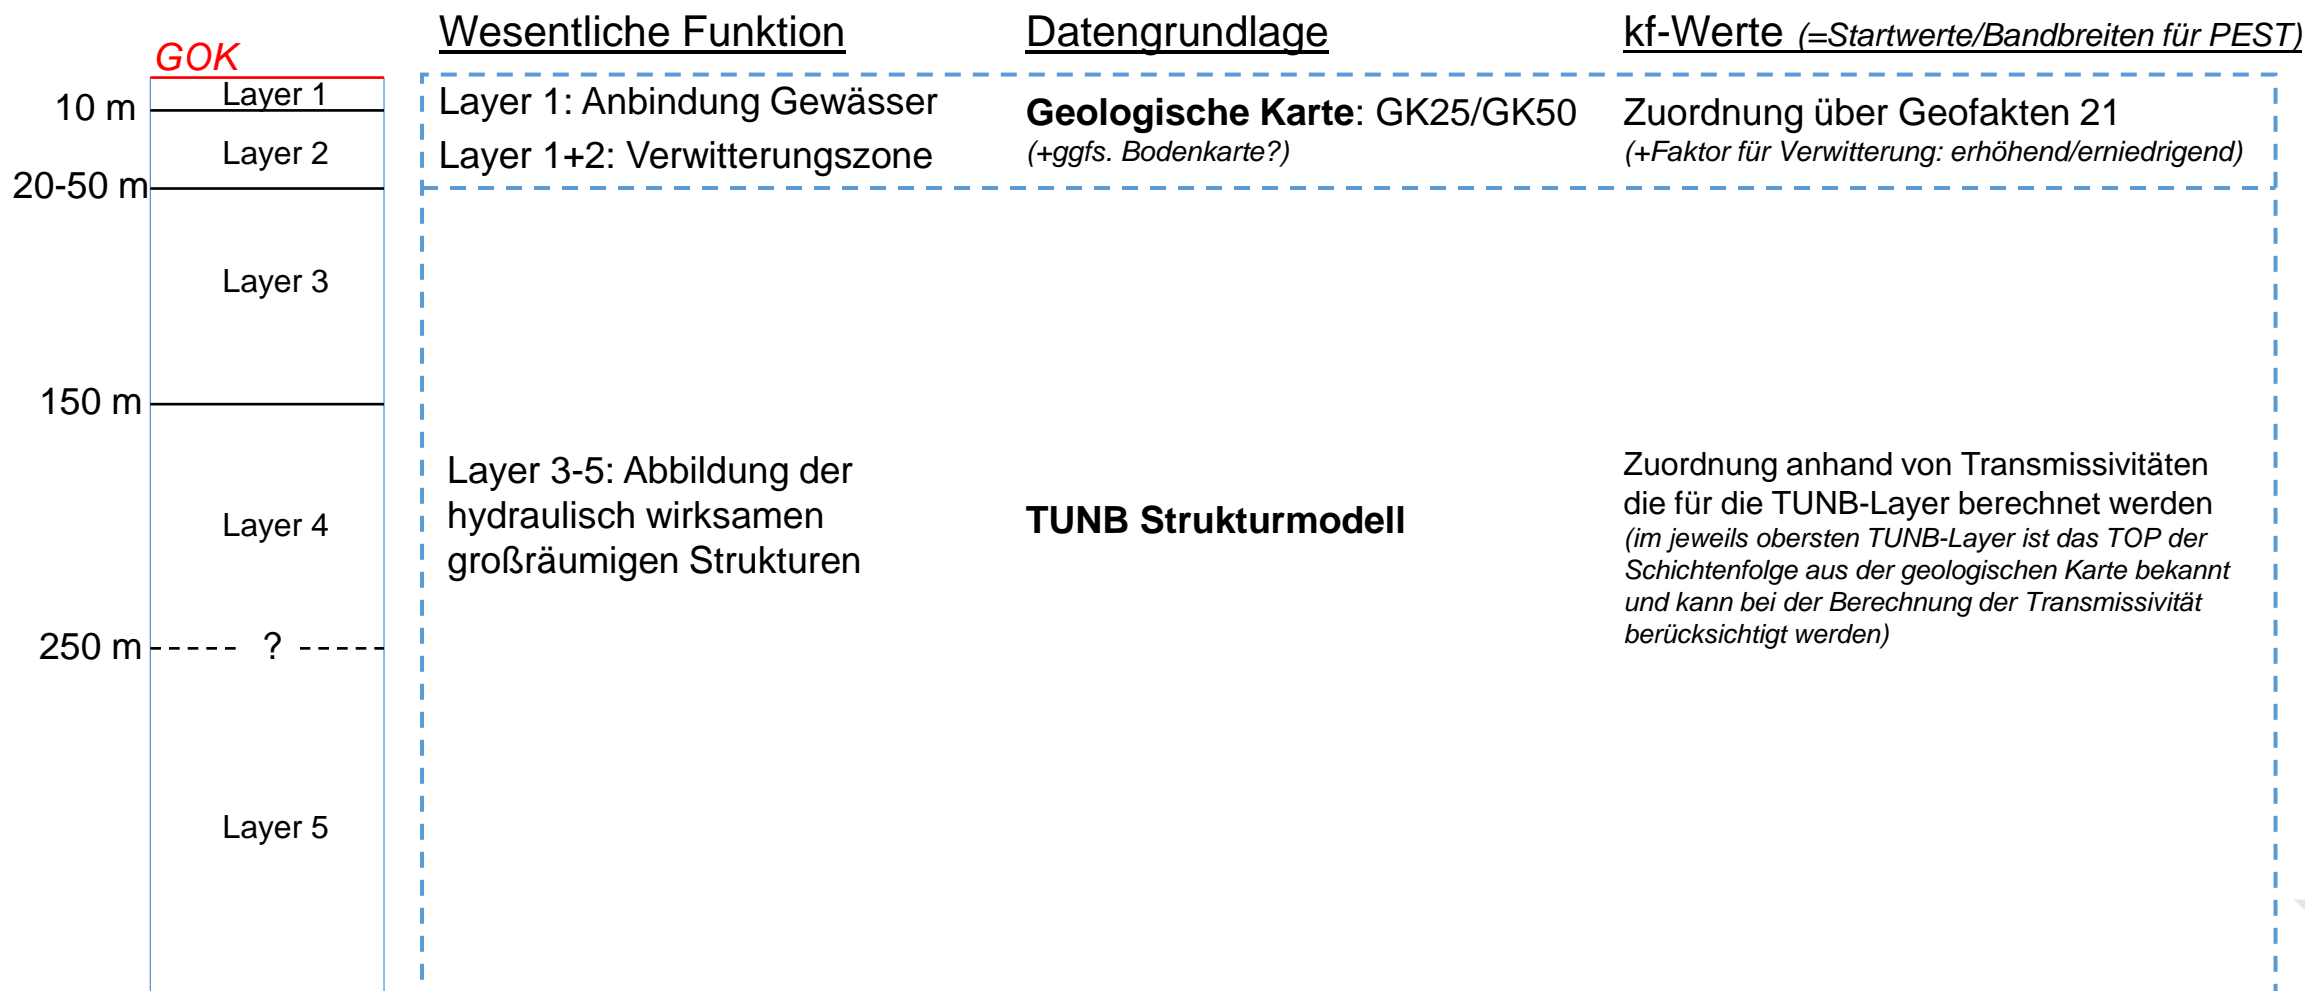 Wesentliche Funktion
Datengrundlage
kf-Werte (=Startwerte/Bandbreiten für PEST)
GOK
Layer 1
10 m
Layer 2
20-50 m
Layer 3
150 m
Layer 4
250 m
?
Layer 5
Layer 1: Anbindung Gewässer
Layer 1+2: Verwitterungszone
Geologische Karte: GK25/GK50
(+ggfs. Bodenkarte?)
Zuordnung über Geofakten 21
(+Faktor für Verwitterung: erhöhend/erniedrigend)
Layer 3-5: Abbildung der
hydraulisch wirksamen
großräumigen Strukturen
TUNB Strukturmodell
Zuordnung anhand von Transmissivitäten
die für die TUNB-Layer berechnet werden
(im jeweils obersten TUNB-Layer ist das TOP der
Schichtenfolge aus der geologischen Karte bekannt
und kann bei der Berechnung der Transmissivität
berücksichtigt werden)